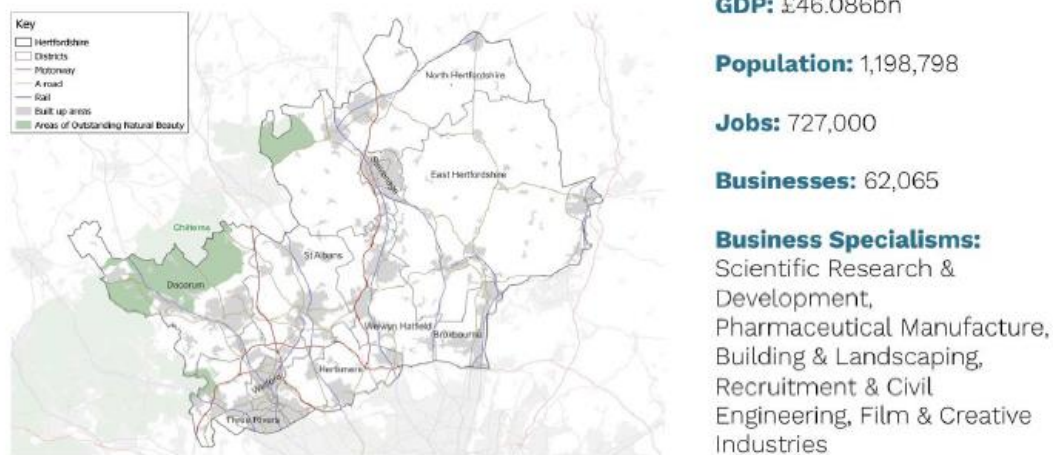 Key
Hertfordshire
Districts
Motorway
A road
Rail
Built up areas
Areas of Outstanding Natural Beauty
North Hertfordshire
Stevenage
East Hertfordshire
Chilterns
St Albans
Dacorum
Welwyn Hatfield
Broxbourne
Hertsmere
Watford
Three Rivers
GDP: £46.086bn
Population: 1,198,798
Jobs: 727,000
Businesses: 62,065
Business Specialisms:
Scientific Research &
Development,
Pharmaceutical Manufacture,
Building & Landscaping,
Recruitment & Civil
Engineering, Film & Creative
Industries